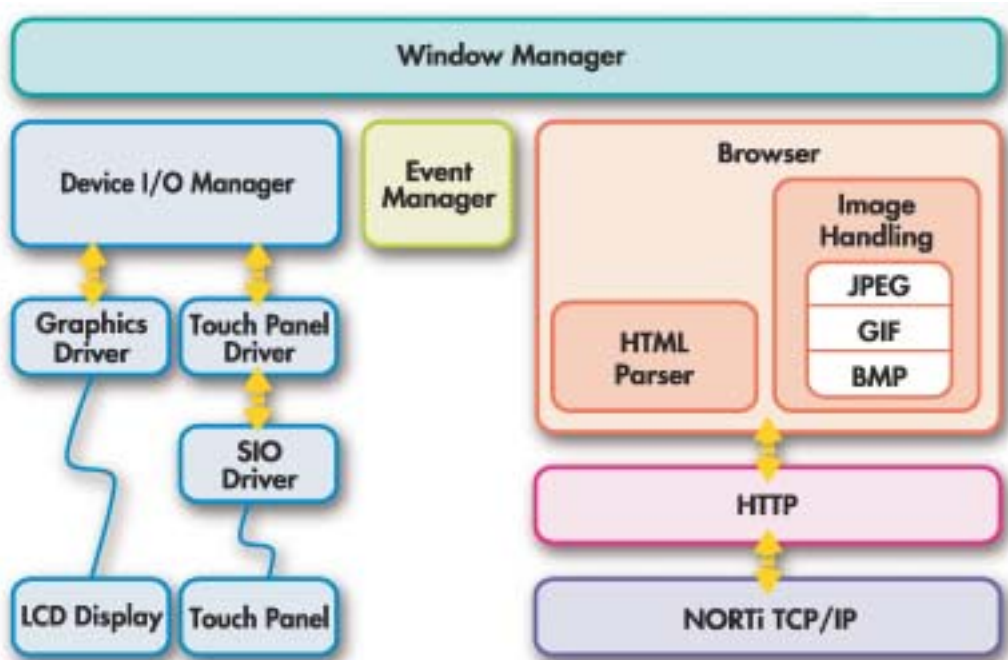 Window Manager
Device I/O Manager
Event
Manager
Browser
Image
Handling
JPEG
GIF
BMP
HTML
Parser
Graphics
Driver
Touch Panel
Driver
SIO
Driver
HTTP
LCD Display
Touch Panel
NORTi TCP/IP